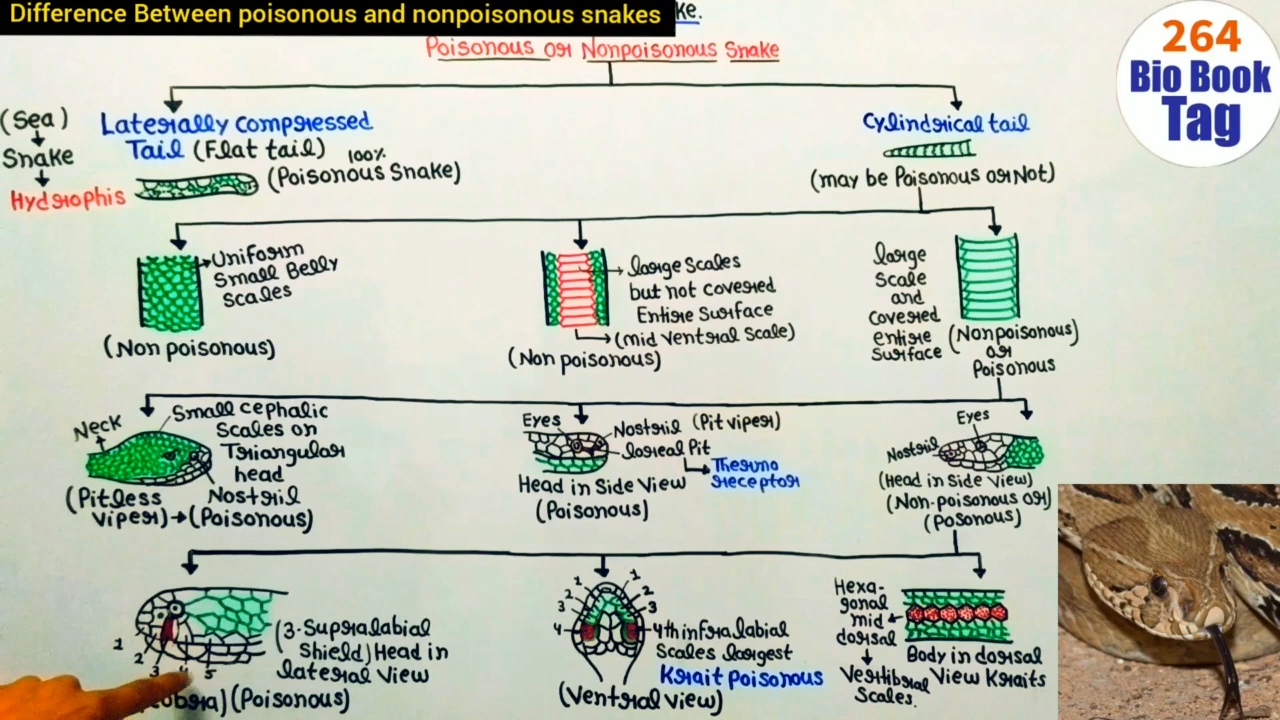 Difference Between poisonous and nonpoisonous snakes
ke.
264
Bio Book
Tag
Poisonous or Nonpoisonous Snake
(Sea)
Snake
Hydrophis
Laterally compressed
Tail (Flat tail)
100%
(Poisonous Snake)
Cylindrical tail
(may be Poisonous or Not)
Uniform
Small Belly
Scales
(Non poisonous)
large Scales
but not covered
Entire Surface
(mid ventral Scale)
(Non poisonous)
large
Scale
and
covered
entire
Surface
(Nonpoisonous)
or
Poisonous
Neck
Small cephalic
Scales on
Triangular
head
Nostril
(Pitless
viper)→(Poisonous)
Eyes
Nostril (Pit viper)
loreal Pit
Thermo
receptor
Head in Side View
(Poisonous)
Eyes
Nostril
(Head in side view)
(Non-poisonous or)
(Posonous)
1
2
3
4
5
(3-Supralabial
Shield) Head in
lateral View
(cobra) (Poisonous)
1
2
3
4
1
2
3
4th infralabial
Scales largest
Krait Poisonous
(Ventral view)
Hexa-
gonal
mid
dorsal
Vertibral
Scales.
Body in dorsal
View Kraits